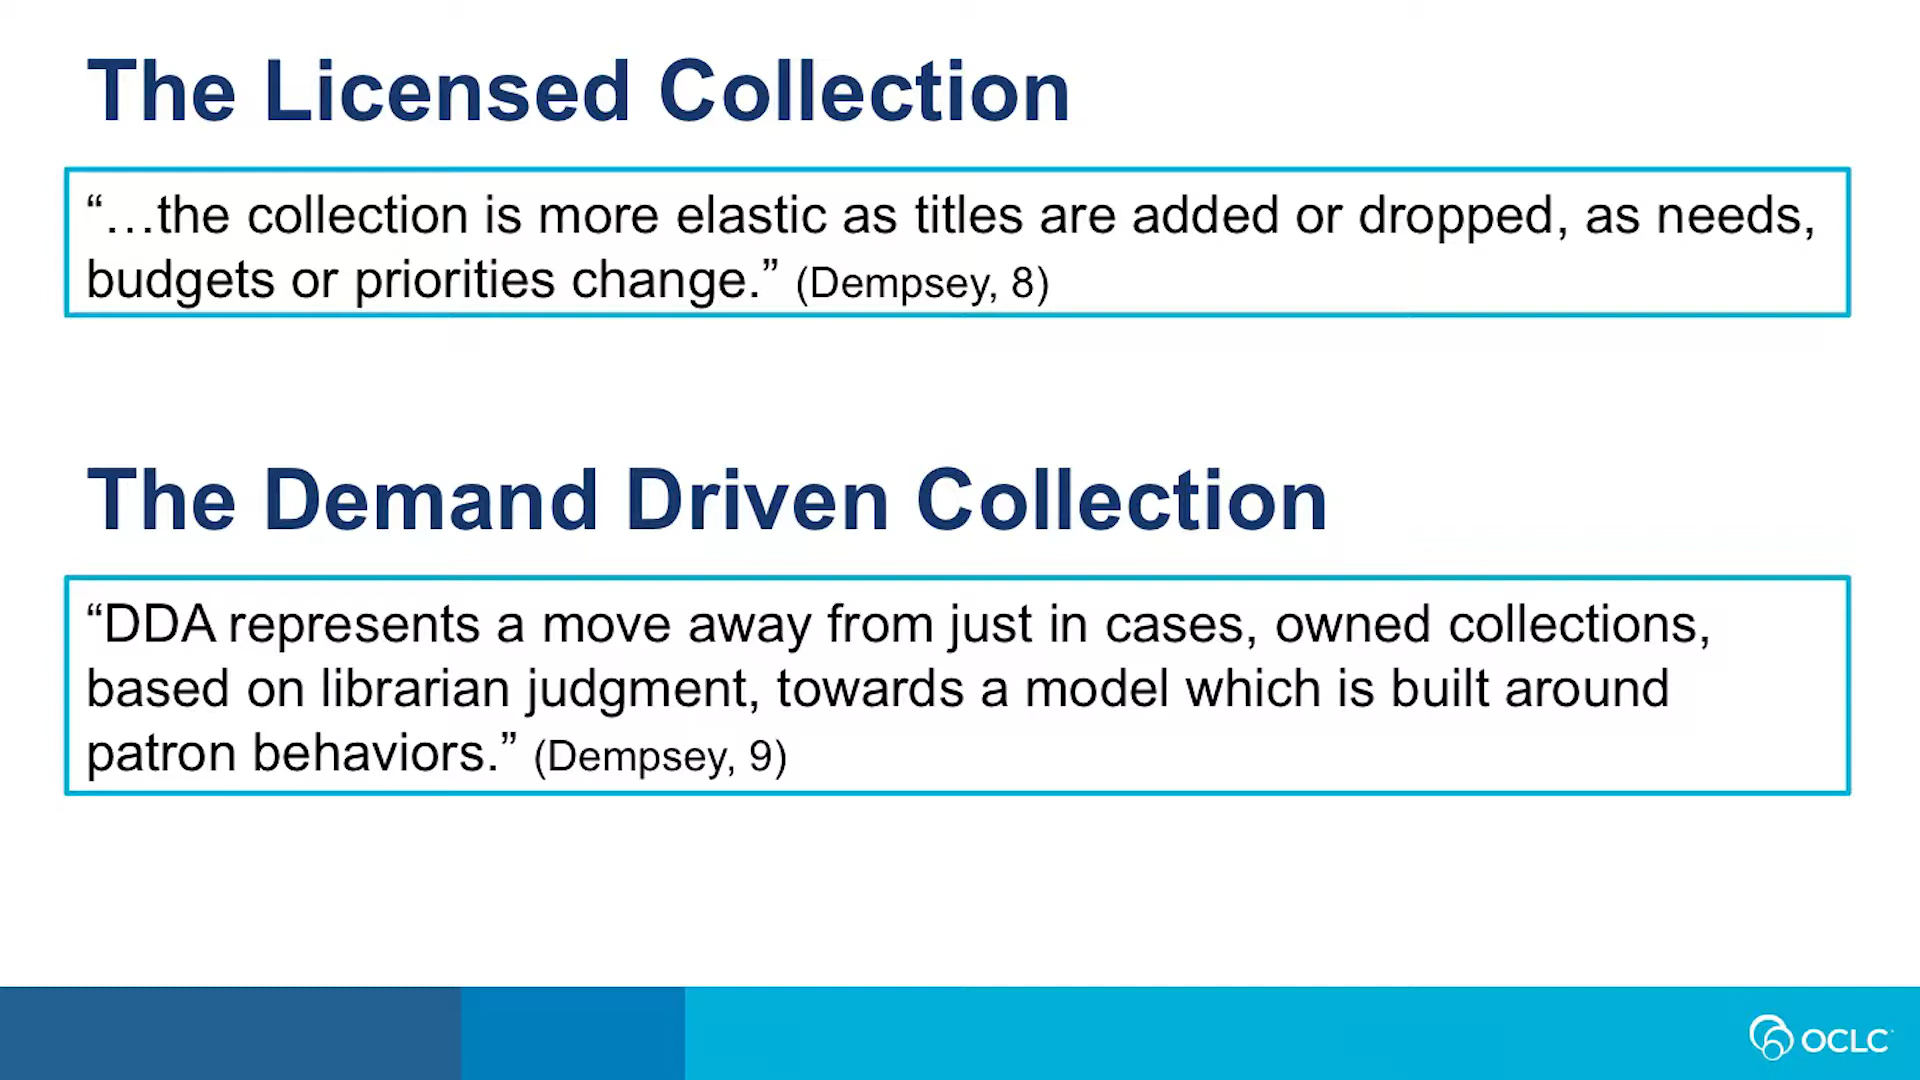 The Licensed Collection
“…the collection is more elastic as titles are added or dropped, as needs,
budgets or priorities change.” (Dempsey, 8)
The Demand Driven Collection
“DDA represents a move away from just in cases, owned collections,
based on librarian judgment, towards a model which is built around
patron behaviors.” (Dempsey, 9)
OCLC